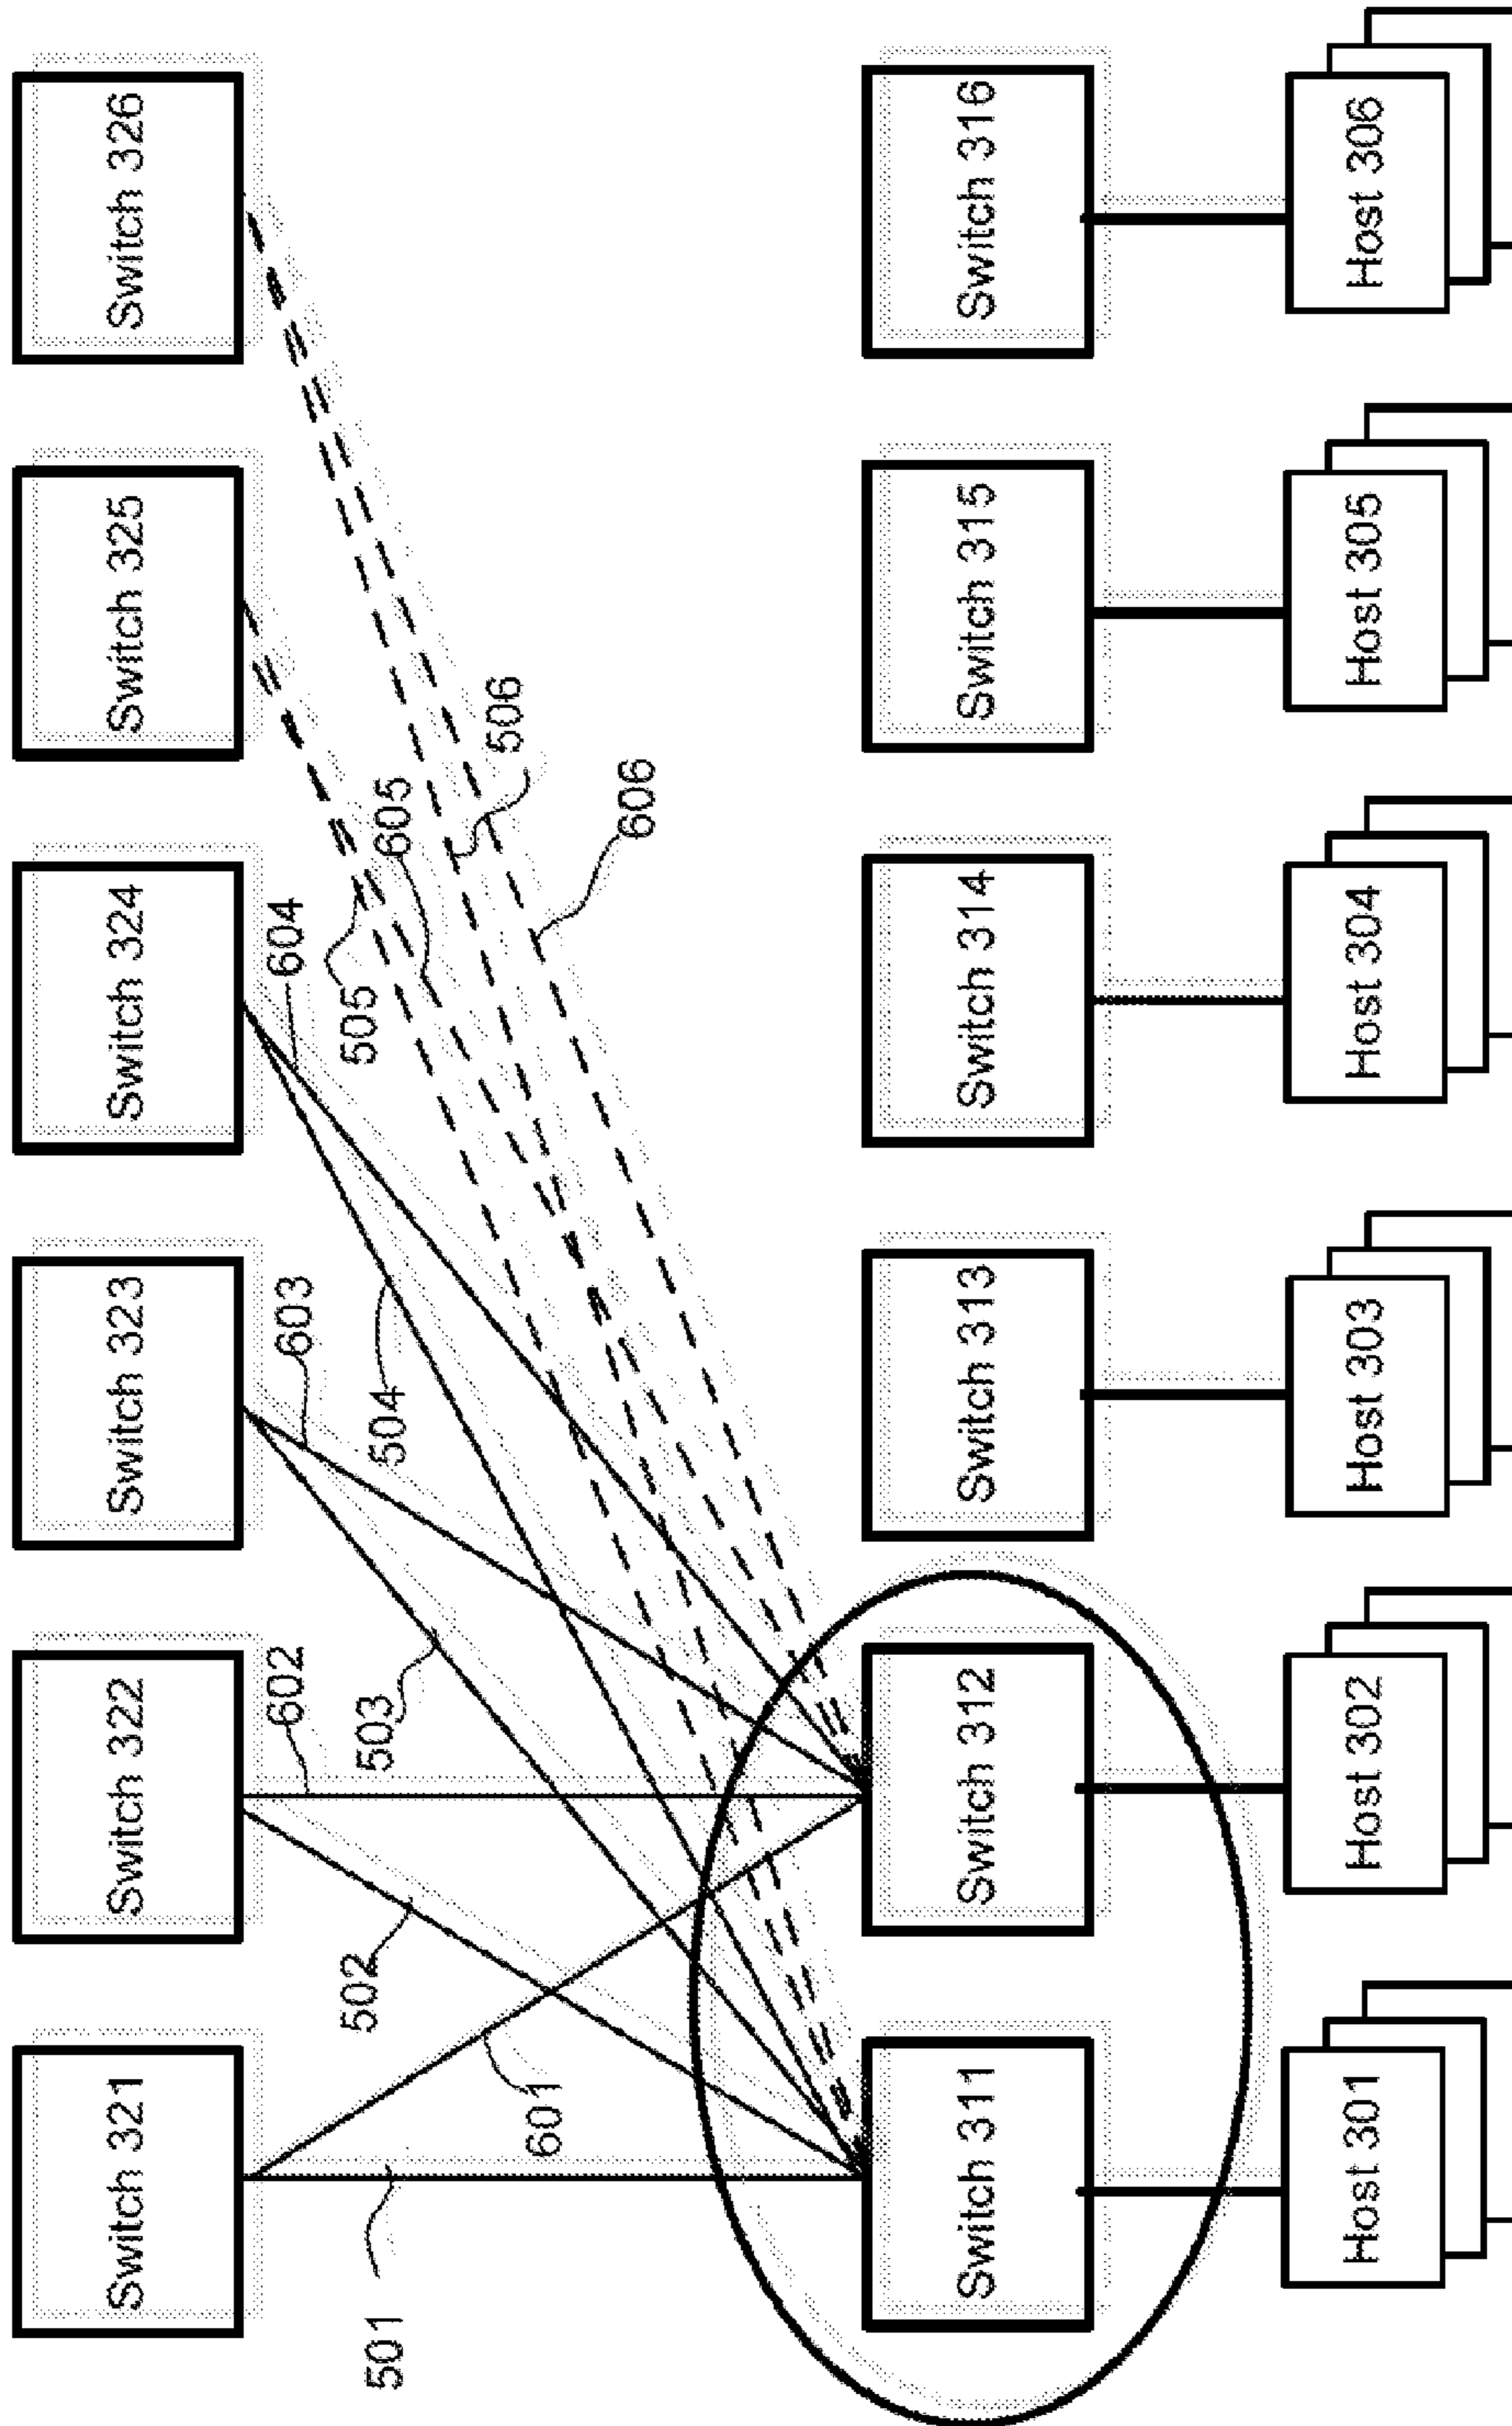 Switch 321
Switch 322
Switch 323
Switch 324
Switch 325
Switch 326
501
502
503
504
505
506
601
602
603
604
605
606
Switch 311
Switch 312
Switch 313
Switch 314
Switch 315
Switch 316
Host 301
Host 302
Host 303
Host 304
Host 305
Host 306